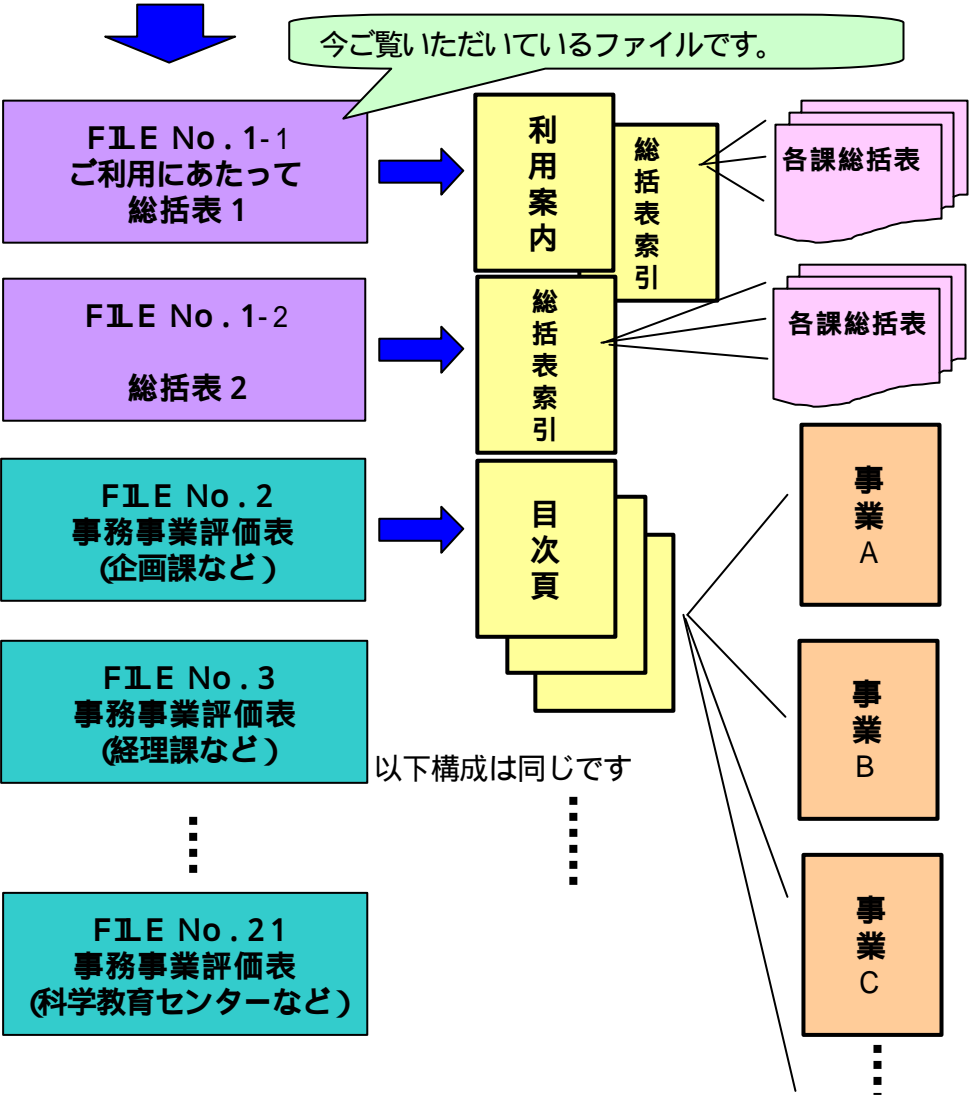 今ご覧いただいているファイルです。
FILE No.1-1
ご利用にあたって
総括表1
利用案内
総括表索引
各課総括表
FILE No.1-2
総括表2
総括表索引
各課総括表
FILE No.2
事務事業評価表
(企画課など)
目次頁
事業A
FILE No.3
事務事業評価表
(経理課など)
以下構成は同じです
事業B
FILE No.21
事務事業評価表
(科学教育センターなど)
事業C